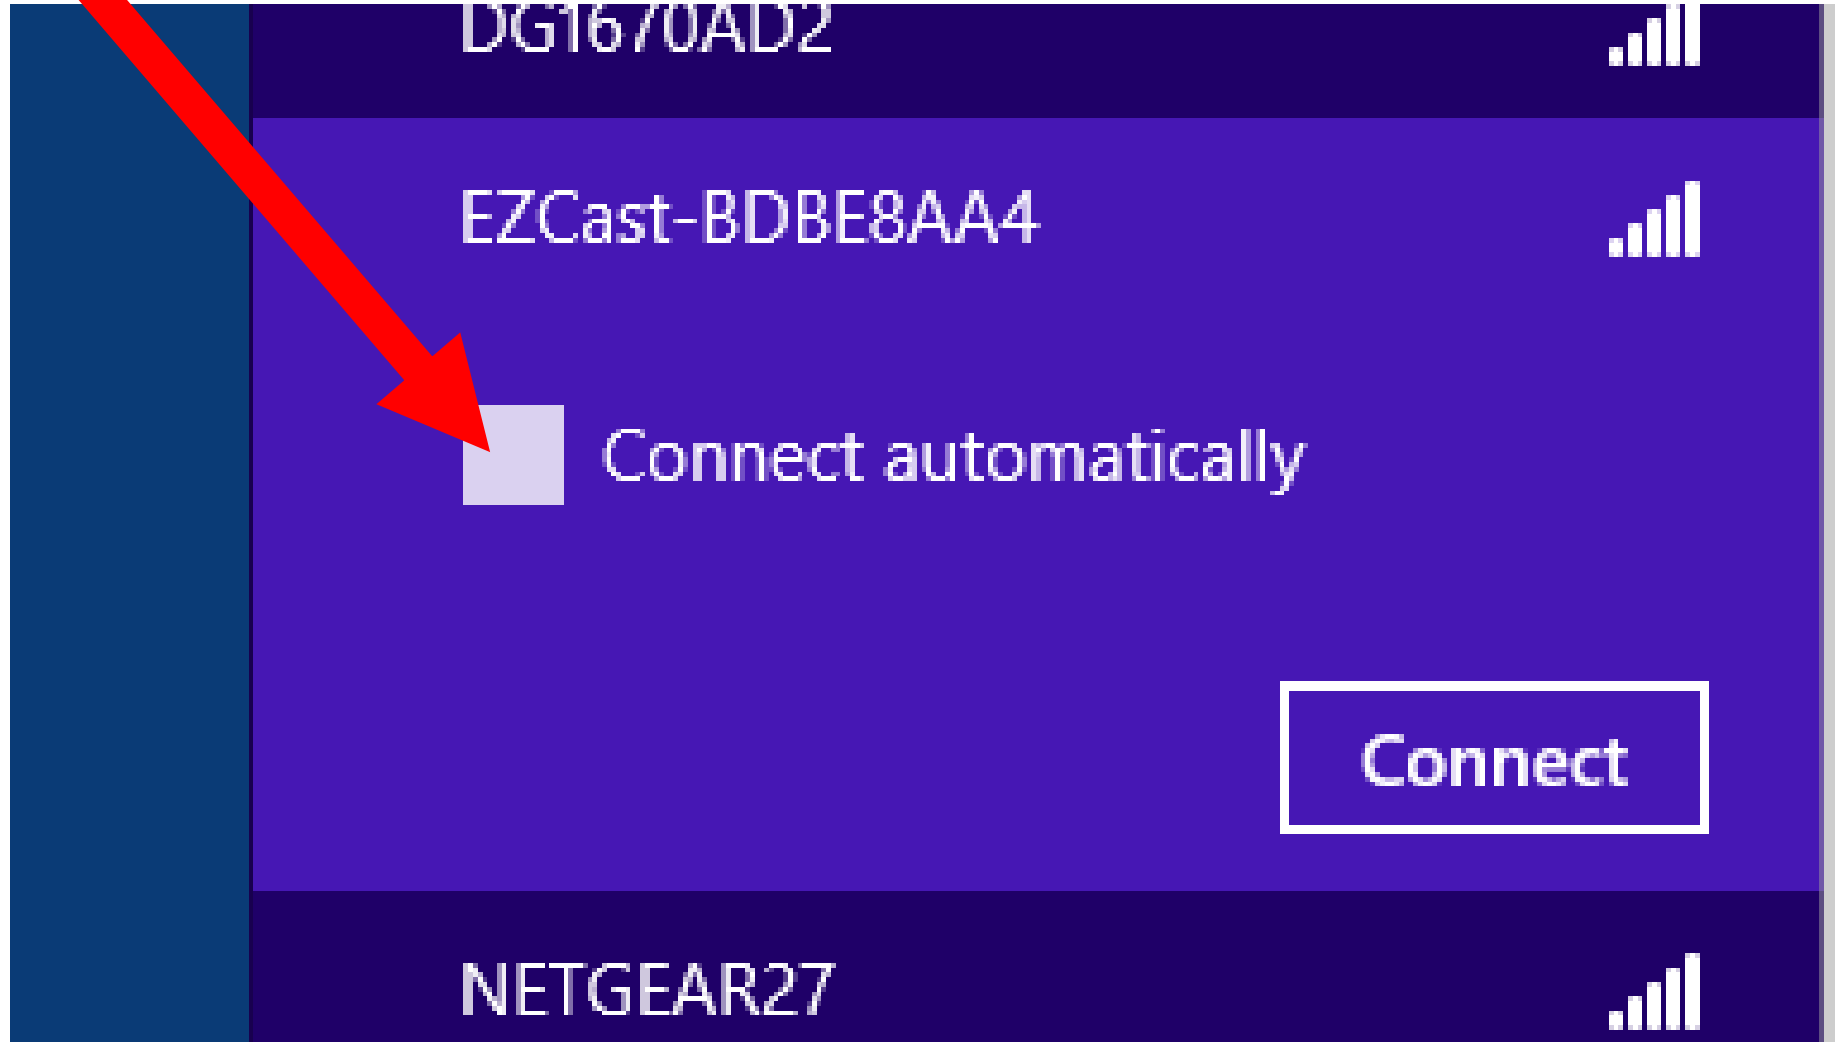 DG1670AD2
EZCast-BDBE8AA4
Connect automatically
Connect
NETGEAR27